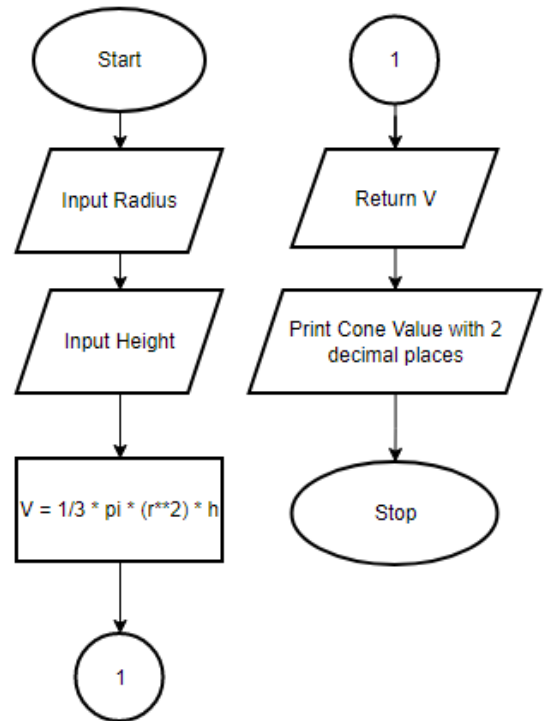 Start
Input Radius
Input Height
V = 1/3 * pi * (r**2) * h
1
1
Return V
Print Cone Value with 2
decimal places
Stop